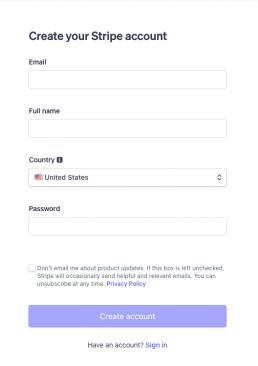 Create your Stripe account
Email
Full name
Country
United States
Password
Don't email me about product updates. If this box is left unchecked,
Stripe will occasionally send helpful and relevant emails. You can
unsubscribe at any time. Privacy Policy
Create account
Have an account? Sign in